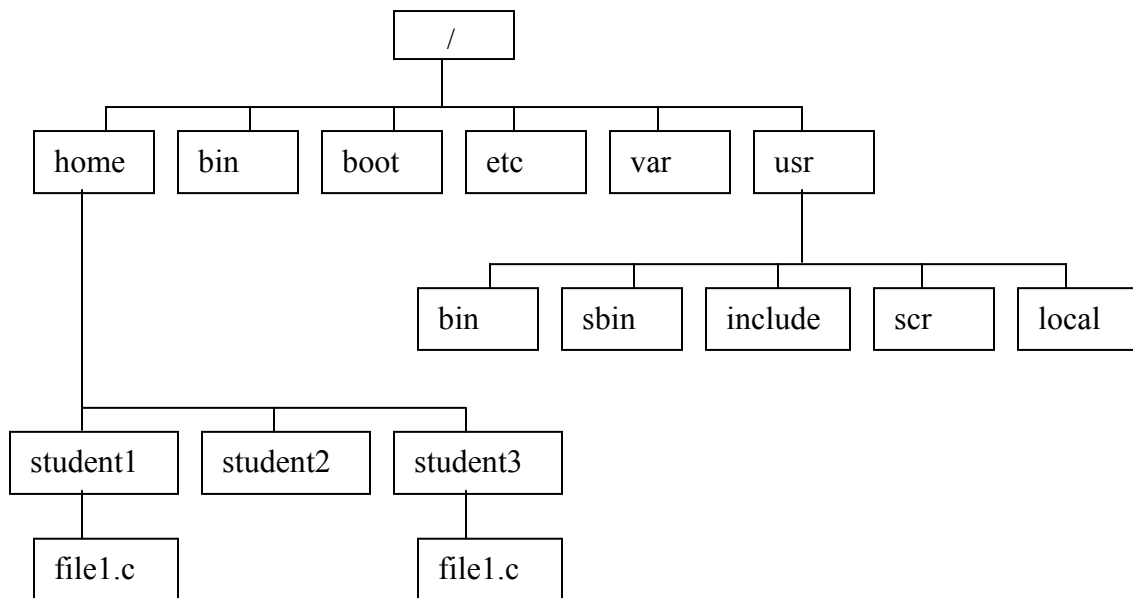 /
home bin boot etc var usr
bin sbin include scr local
student1 student2 student3
file1.c file1.c